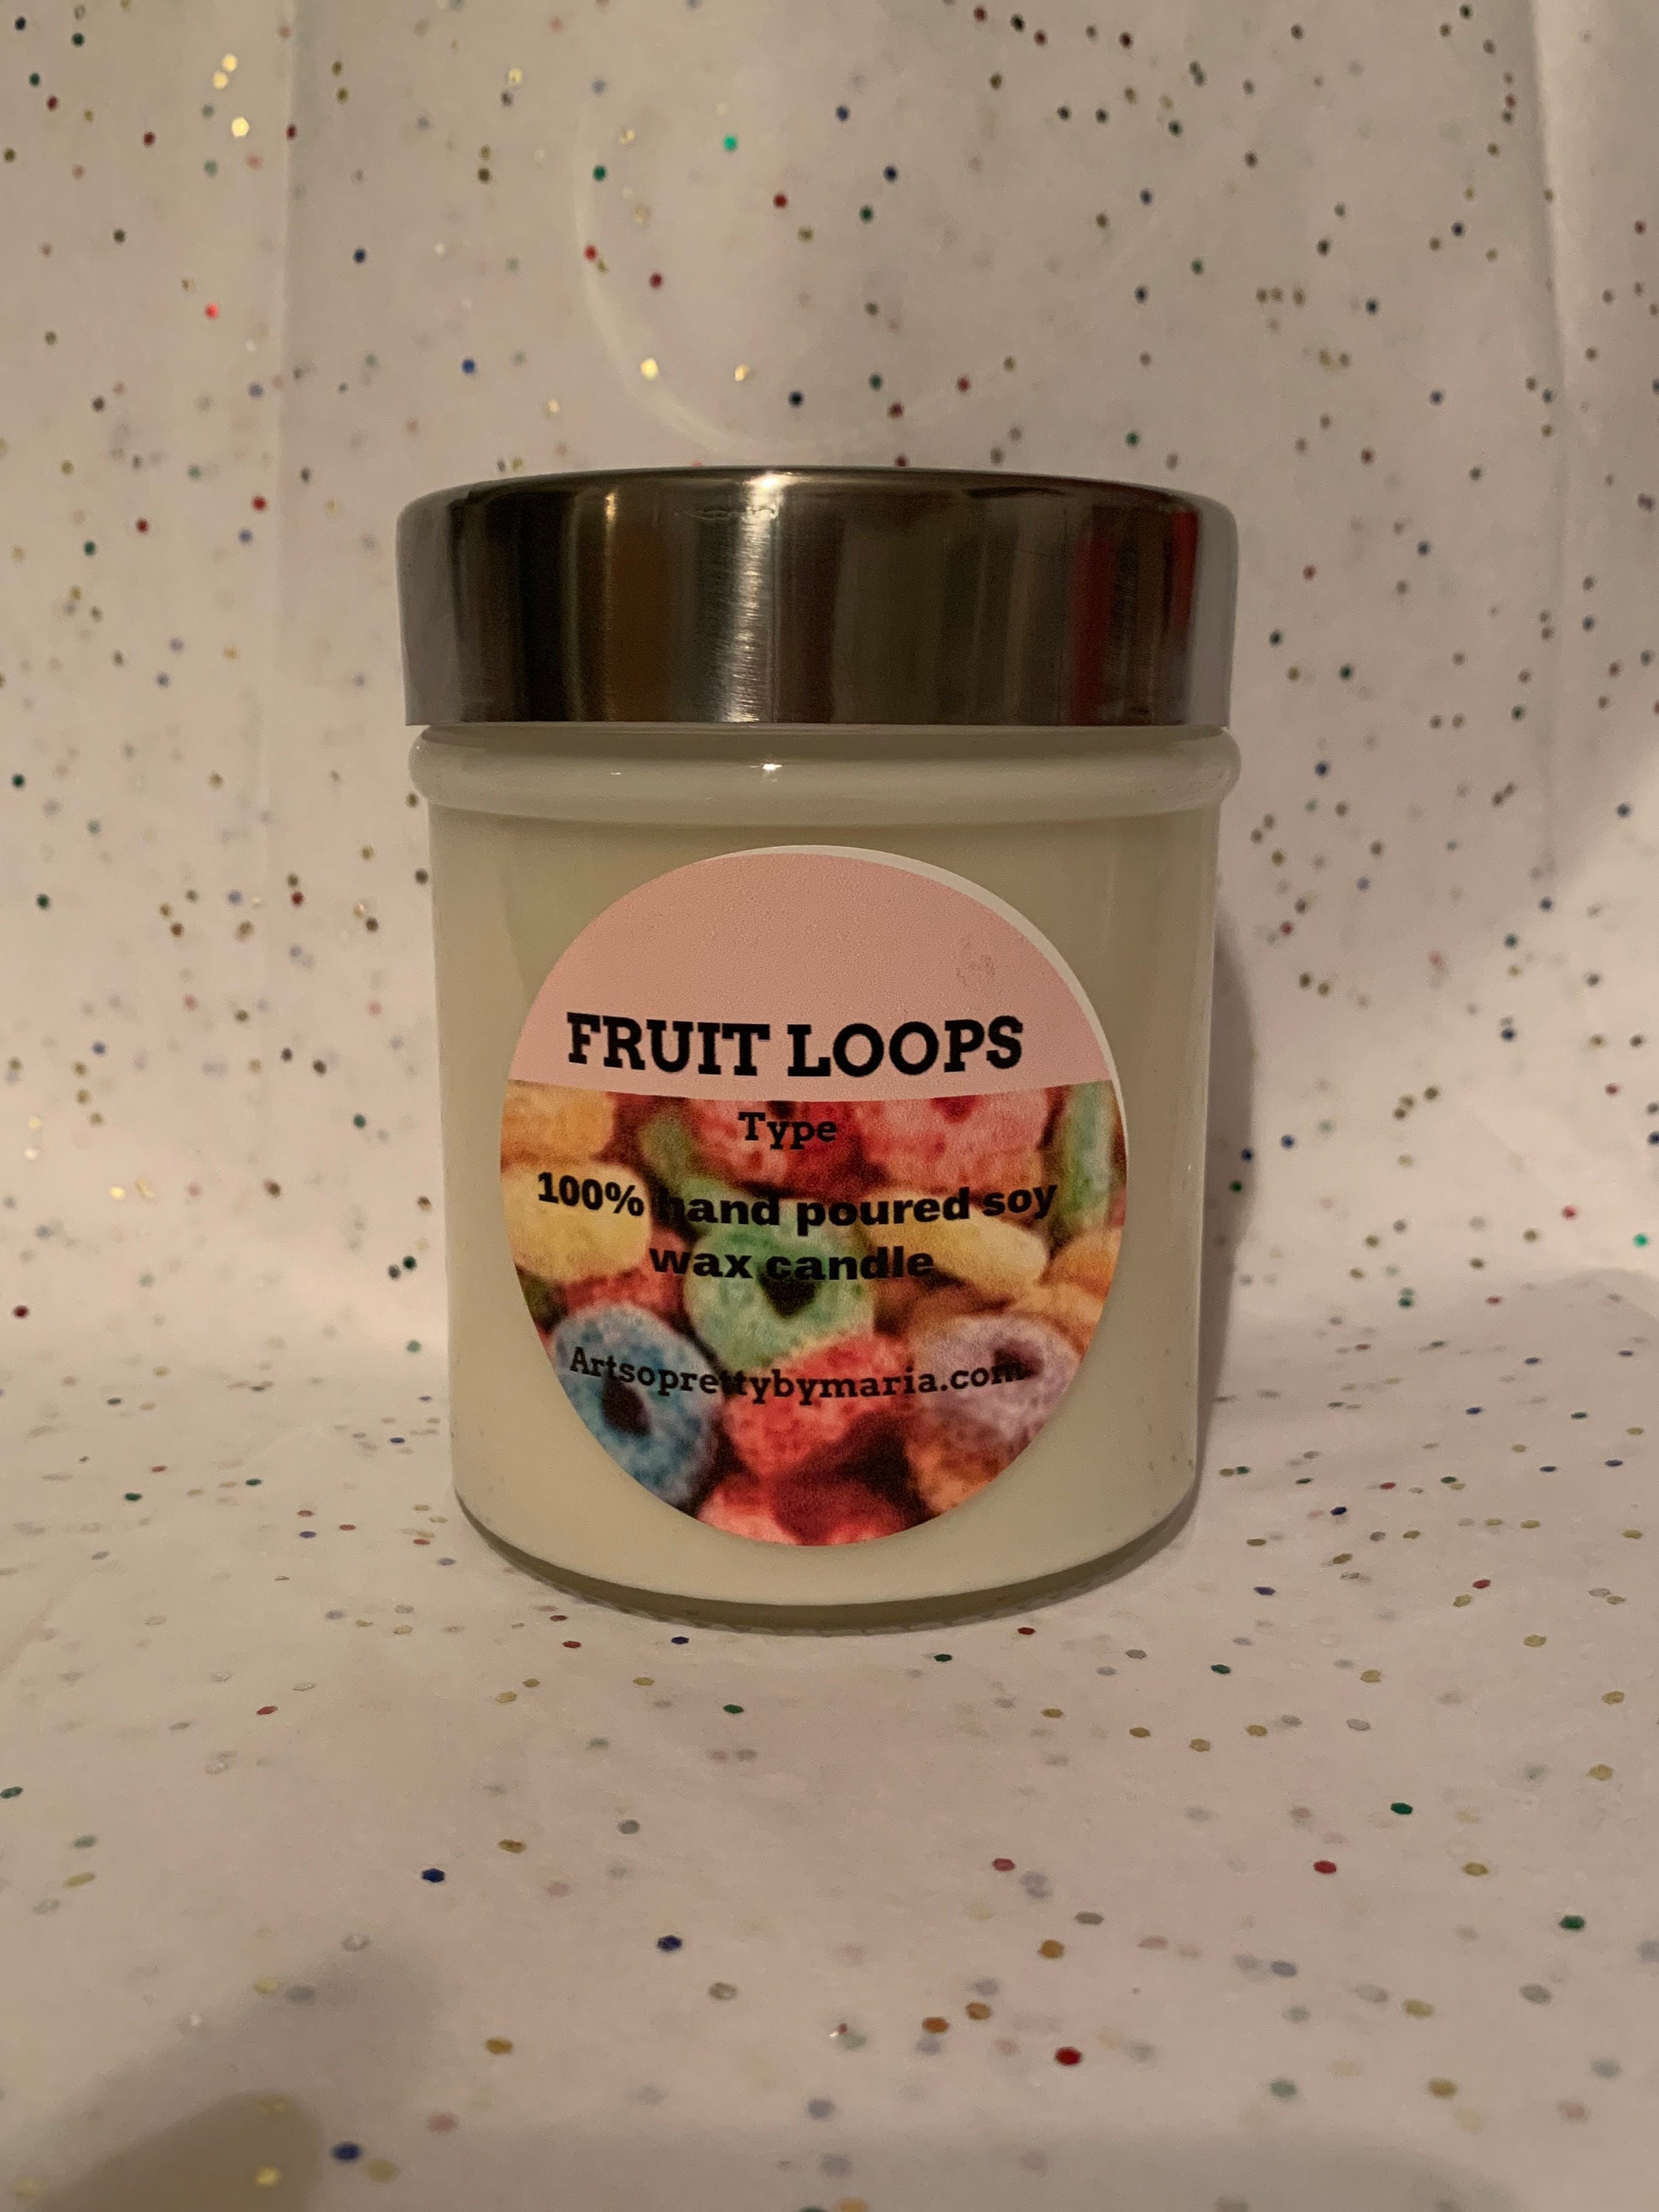 FRUIT LOOPS
Type
100% hand poured soy
wax candle
Artsoprettybymaria.com